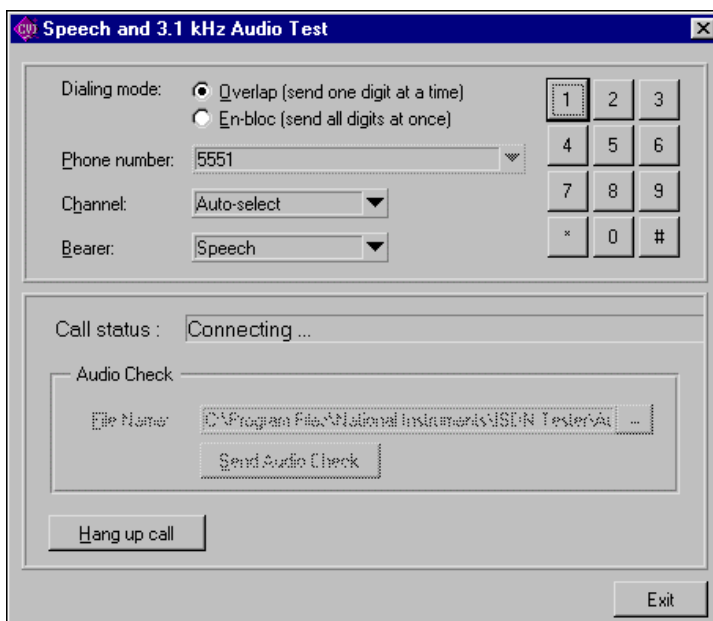 CVI Speech and 3.1 kHz Audio Test
Dialing mode: Overlap (send one digit at a time)
En-bloc (send all digits at once)
Phone number: 5551
Channel: Auto-select
Bearer: Speech
1 2 3
4 5 6
7 8 9
* 0 #
Call status : Connecting ...
Audio Check
File Name: C:\Program Files\National Instruments\ISDN Tester\Au ...
Send Audio Check
Hang up call
Exit